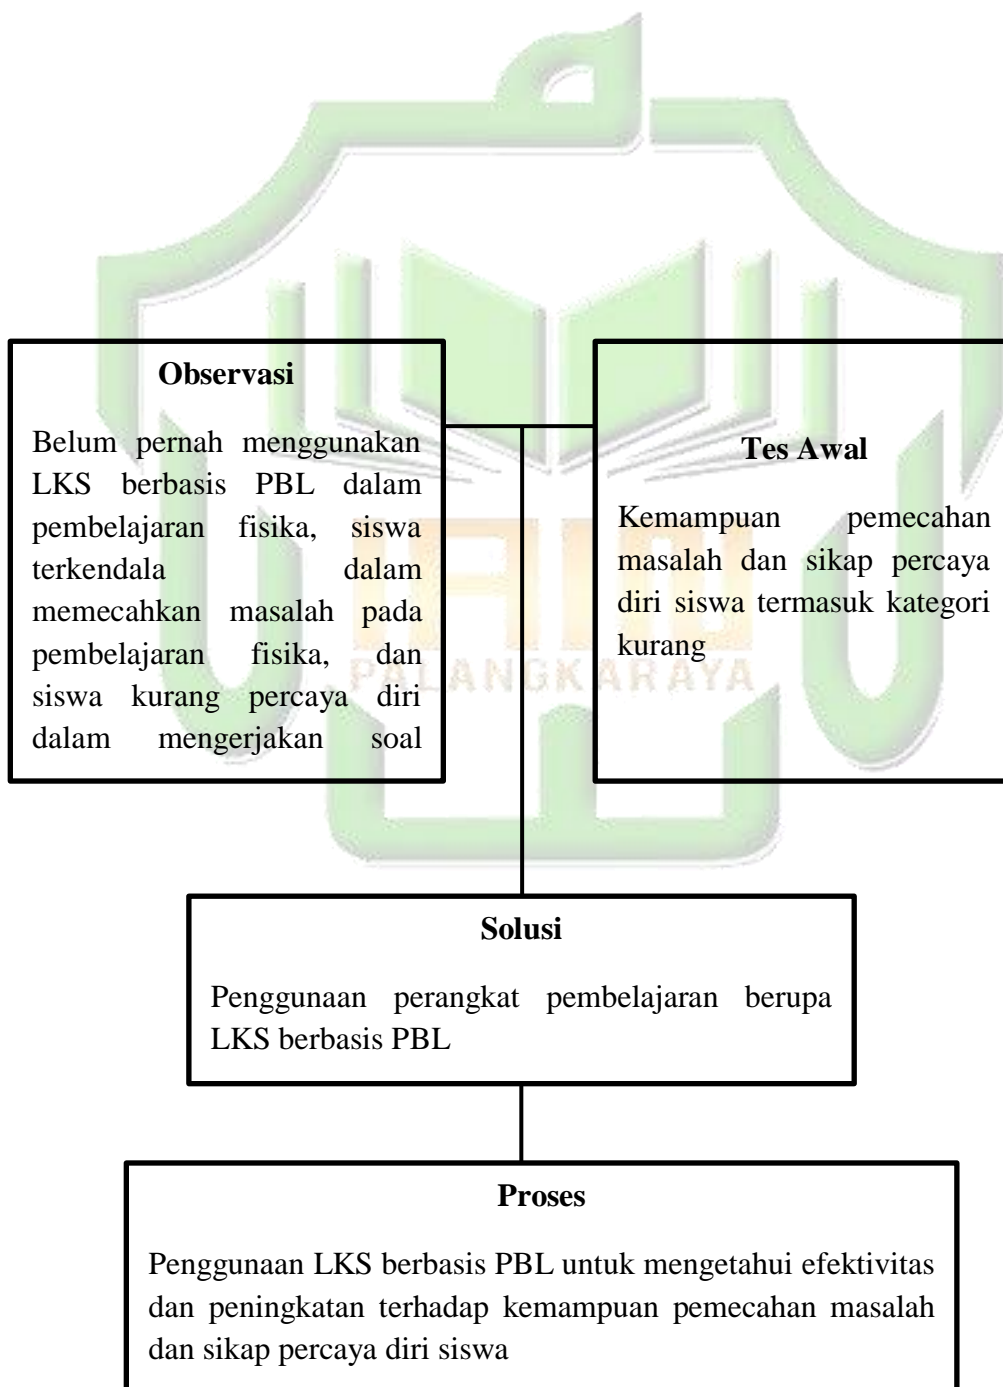 Observasi
Belum pernah menggunakan
LKS berbasis PBL dalam
pembelajaran fisika, siswa
terkendala dalam
memecahkan masalah pada
pembelajaran fisika, dan
siswa kurang percaya diri
dalam mengerjakan soal
Tes Awal
Kemampuan pemecahan
masalah dan sikap percaya
diri siswa termasuk kategori
kurang
IAIN
PALANGKARAYA
Solusi
Penggunaan perangkat pembelajaran berupa
LKS berbasis PBL
Proses
Penggunaan LKS berbasis PBL untuk mengetahui efektivitas
dan peningkatan terhadap kemampuan pemecahan masalah
dan sikap percaya diri siswa